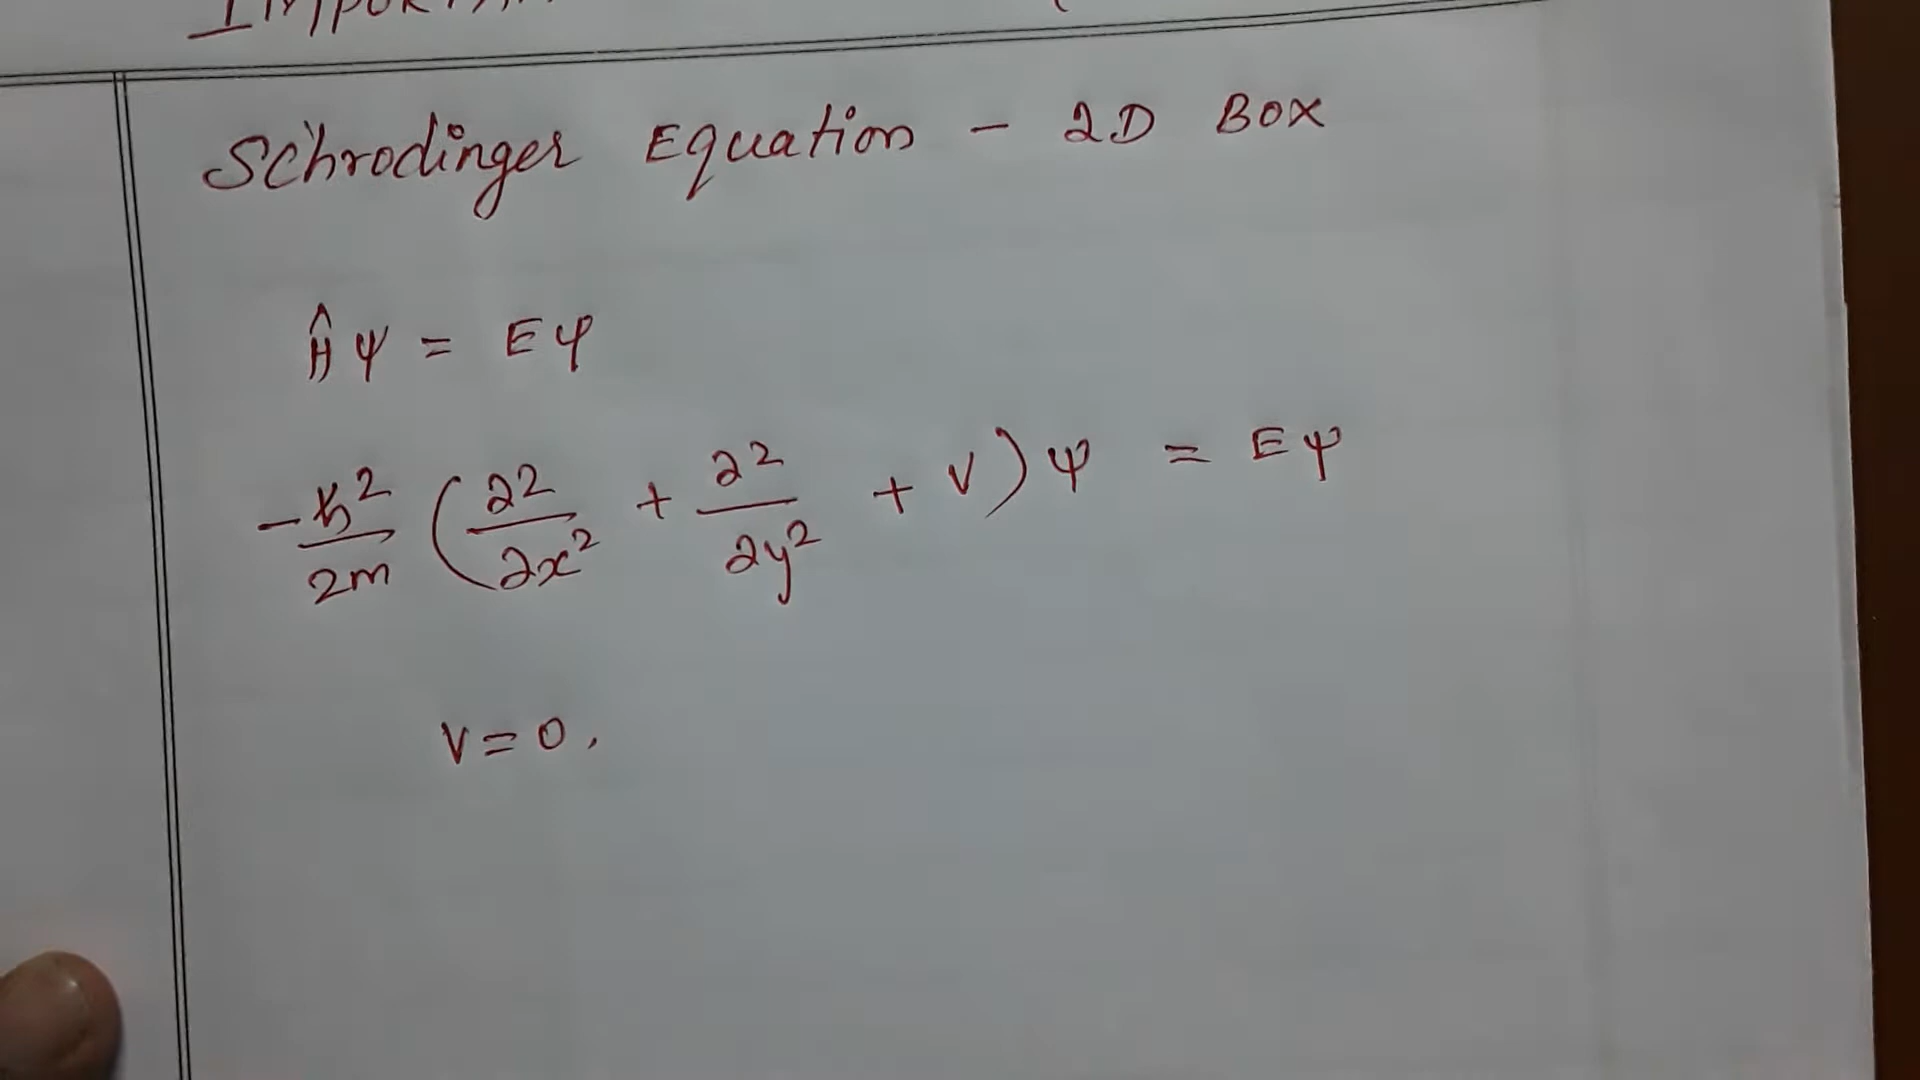 Schrodinger Equation - 2D BOX
Ĥψ = Eψ
-ℏ²/2m (∂²/∂x² + ∂²/∂y² + V) ψ = Eψ
V=0,